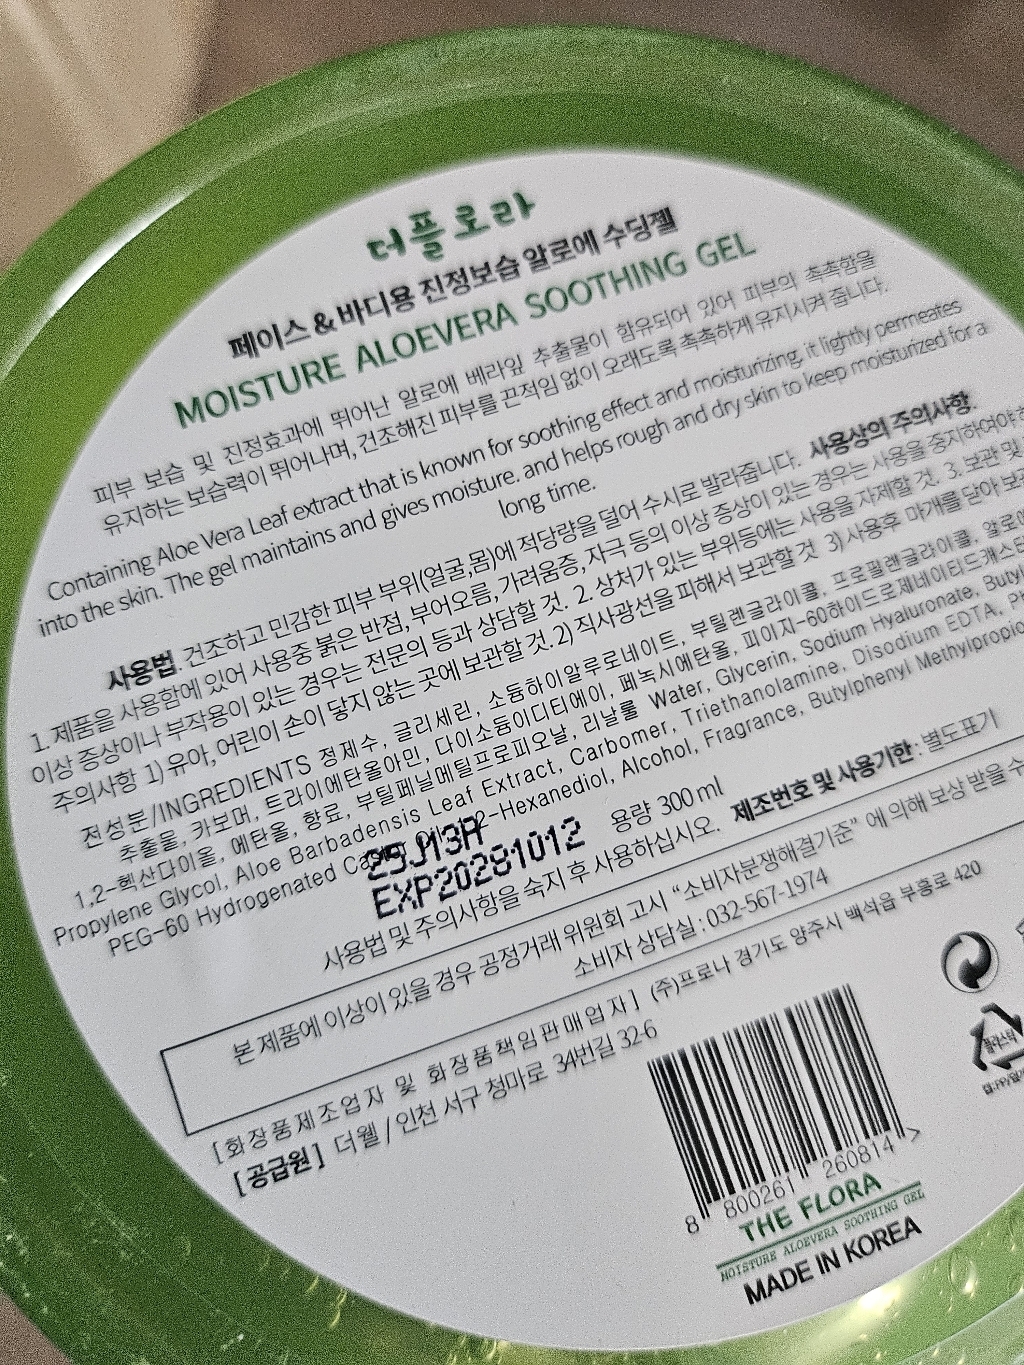 더플로라
페이스 & 바디용 진정보습 알로에 수딩젤
MOISTURE ALOEVERA SOOTHING GEL
피부 보습 및 진정효과에 뛰어난 알로에 베라잎 추출물이 함유되어 있어 피부의 촉촉함을
유지하는 보습력이 뛰어나며, 건조해진 피부를 끈적임 없이 오래도록 촉촉하게 유지시켜 줍니다.
Containing Aloe Vera Leaf extract that is known for soothing effect and moisturizing, it lightly permeates
into the skin. The gel maintains and gives moisture. and helps rough and dry skin to keep moisturized for a
long time.
사용법. 건조하고 민감한 피부 부위(얼굴,몸)에 적당량을 덜어 수시로 발라줍니다. 사용상의 주의사항.
1. 제품을 사용함에 있어 사용중 붉은 반점, 부어오름, 가려움증, 자극 등의 이상 증상이 있는 경우는 사용을 중지하여야
이상 증상이나 부작용이 있는 경우는 전문의 등과 상담할 것. 2. 상처가 있는 부위등에는 사용을 자제할 것. 3. 보관 및
주의사항 1) 유아, 어린이 손이 닿지 않는 곳에 보관할 것. 2) 직사광선을 피해서 보관할 것 3) 사용후 마개를 닫아
전성분/INGREDIENTS 정제수, 글리세린, 소듐하이알루로네이트, 부틸렌글라이콜, 프로필렌글라이콜, 알로에
추출물, 카보머, 트라이에탄올아민, 다이소듐이디티에이, 페녹시에탄올, 피이지-60하이드로제네이티드캐스터
1,2-헥산다이올, 에탄올, 향료, 부틸페닐메틸프로피오날, 리날룰 Water, Glycerin, Sodium Hyaluronate,
Propylene Glycol, Aloe Barbadensis Leaf Extract, Carbomer, Triethanolamine, Disodium EDTA,
PEG-60 Hydrogenated 1,2-Hexanediol, Alcohol, Fragrance, Butylphenyl
EXP20281012
용량 300ml
사용법 및 주의사항을 숙지 후 사용하십시오. 제조번호 및 사용기한 : 별도표기
본 제품에 이상이 있을 경우 공정거래 위원회 고시 “소비자분쟁해결기준” 에 의해 보상 받을 수
소비자 상담실 : 032-567-1974
[화장품제조업자 및 화장품책임판매업자] (주)프로나 경기도 양주시 백석읍 부흥로 420
[공급원] 더웰 / 인천 서구 청마로 34번길 32-6
플라스틱
8 800261 260814 >
THE FLORA
MOISTURE ALOEVERA SOOTHING GEL
MADE IN KOREA